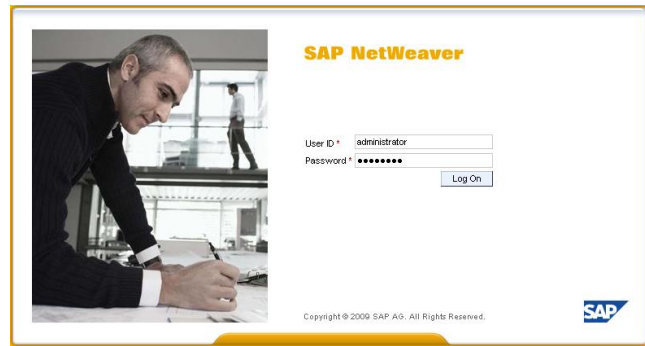 SAP NetWeaver
User ID *
administrator
Password *
Log On
Copyright © 2009 SAP AG. All Rights Reserved.
SAP